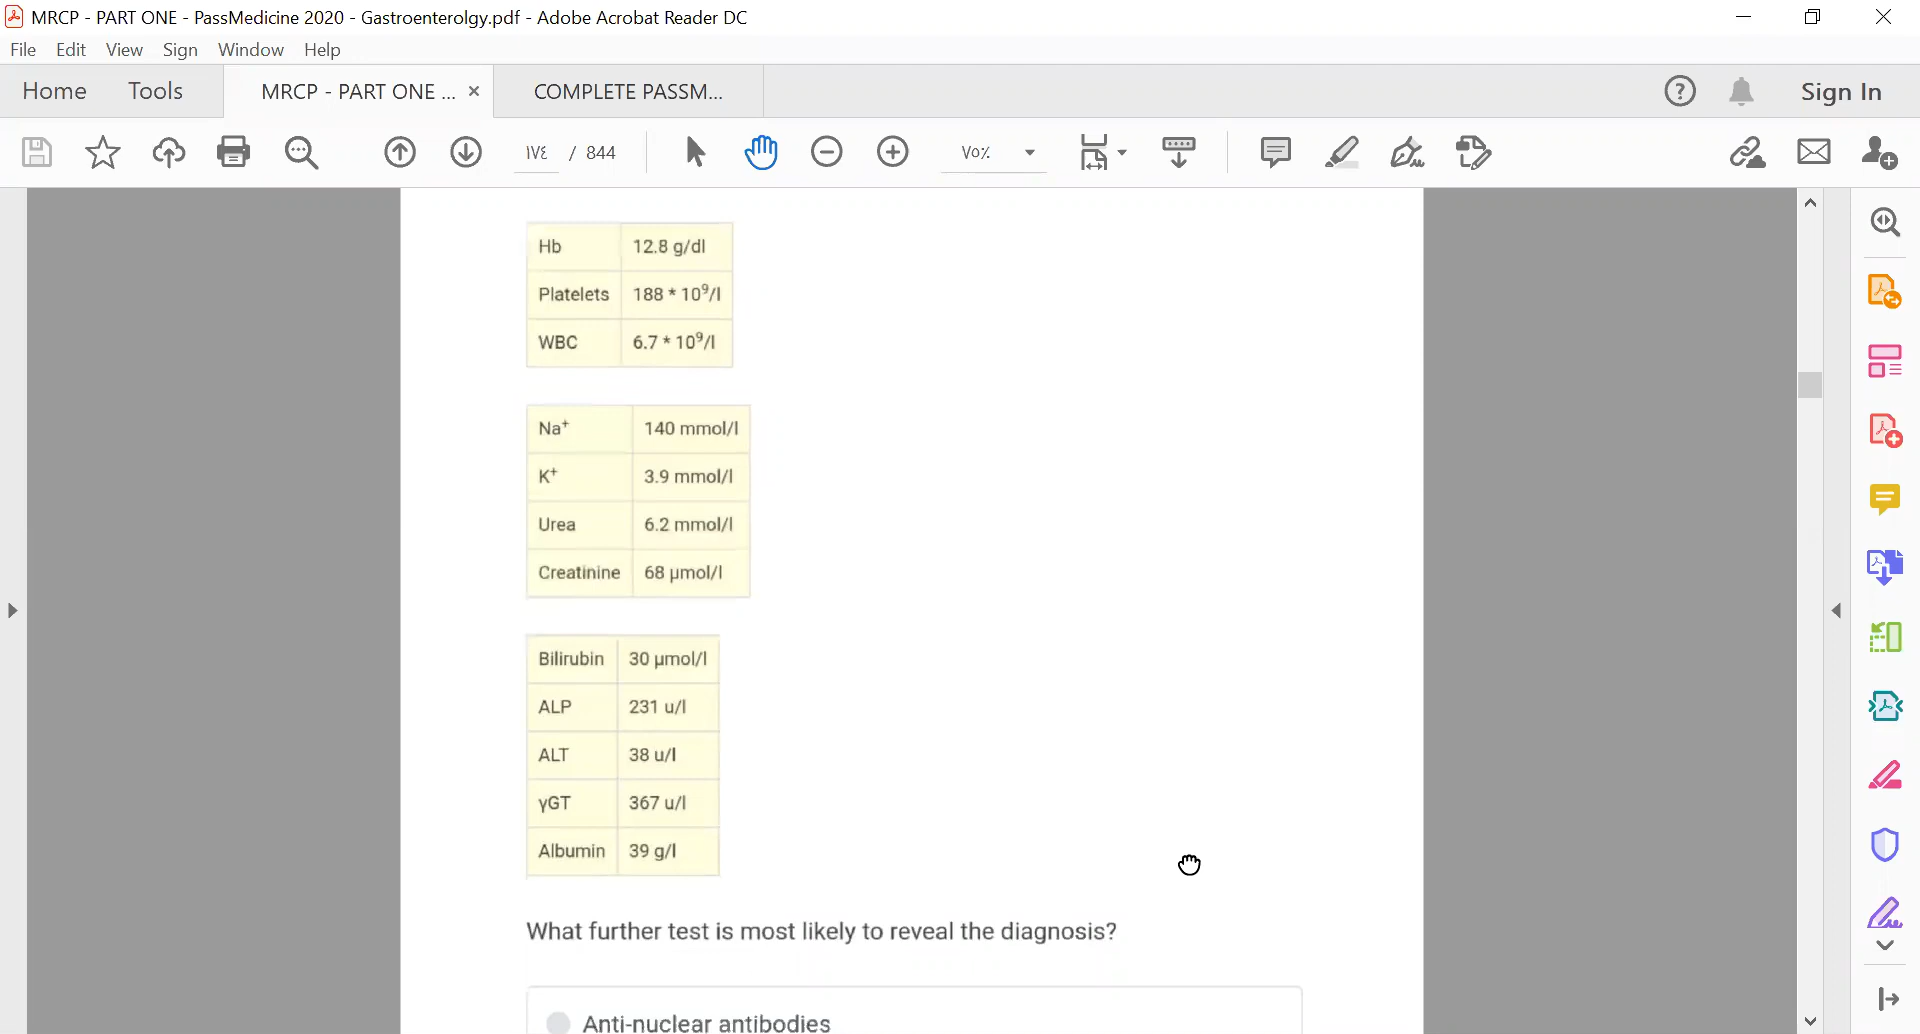 MRCP - PART ONE - PassMedicine 2020 - Gastroenterolgy.pdf - Adobe Acrobat Reader DC
File Edit View Sign Window Help
Home Tools MRCP - PART ONE ... × COMPLETE PASSM... Sign In
١٧٤ / 844 ٧٥٪
Hb 12.8 g/dl
Platelets 188 * 10⁹/l
WBC 6.7 * 10⁹/l
Na⁺ 140 mmol/l
K⁺ 3.9 mmol/l
Urea 6.2 mmol/l
Creatinine 68 µmol/l
Bilirubin 30 µmol/l
ALP 231 u/l
ALT 38 u/l
γGT 367 u/l
Albumin 39 g/l
What further test is most likely to reveal the diagnosis?
Anti-nuclear antibodies